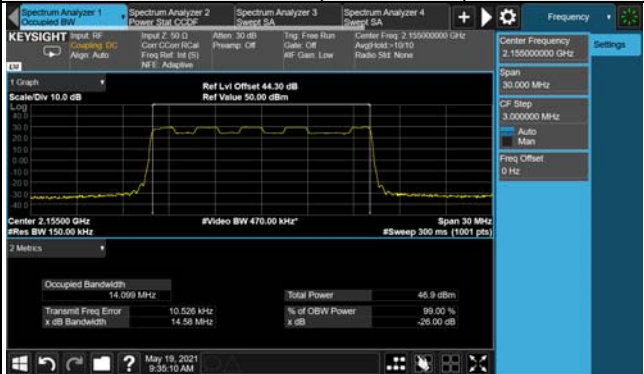 Spectrum Analyzer 1
Occupied BW
Spectrum Analyzer 2
Power Stat CCDF
Spectrum Analyzer 3
Swept SA
Spectrum Analyzer 4
Swept SA
+
Frequency
KEYSIGHT
Input: RF
Coupling: DC
Align: Auto
Input Z: 50 Ω
Corr CCorr RCal
Freq Ref: Int (S)
NFE: Adaptive
Atten: 30 dB
Preamp: Off
Trig: Free Run
Gate: Off
#IF Gain: Low
Center Freq: 2.155000000 GHz
Avg|Hold:>10/10
Radio Std: None
LXI
Center Frequency
2.155000000 GHz
Settings
Span
30.000 MHz
CF Step
3.000000 MHz
Auto
Man
Freq Offset
0 Hz
1 Graph
Scale/Div 10.0 dB
Ref Lvl Offset 44.30 dB
Ref Value 50.00 dBm
Log
40.0
30.0
20.0
10.0
0.00
-10.0
-20.0
-30.0
-40.0
Center 2.15500 GHz
#Res BW 150.00 kHz
#Video BW 470.00 kHz*
Span 30 MHz
#Sweep 300 ms (1001 pts)
2 Metrics
Occupied Bandwidth
14.099 MHz
Total Power 46.9 dBm
Transmit Freq Error 10.526 kHz
% of OBW Power 99.00 %
x dB Bandwidth 14.58 MHz
x dB -26.00 dB
?
May 19, 2021
9:35:10 AM